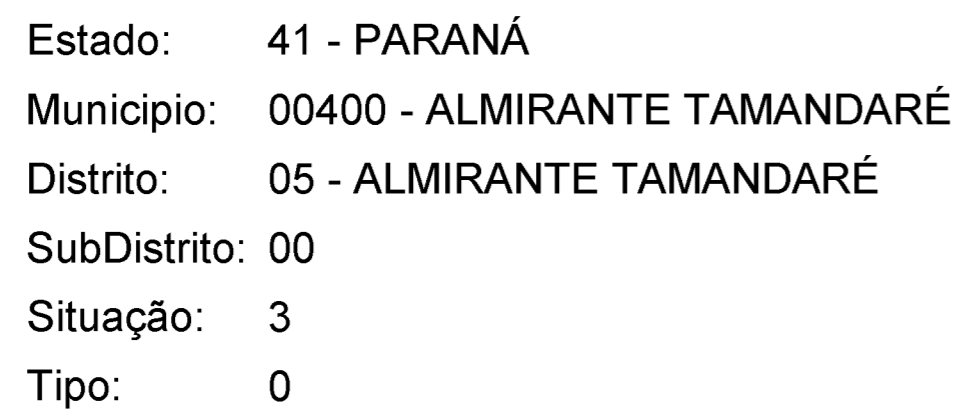 Estado: 41 - PARANÁ
Municipio: 00400 - ALMIRANTE TAMANDARÉ
Distrito: 05 - ALMIRANTE TAMANDARÉ
SubDistrito: 00
Situação: 3
Tipo: 0